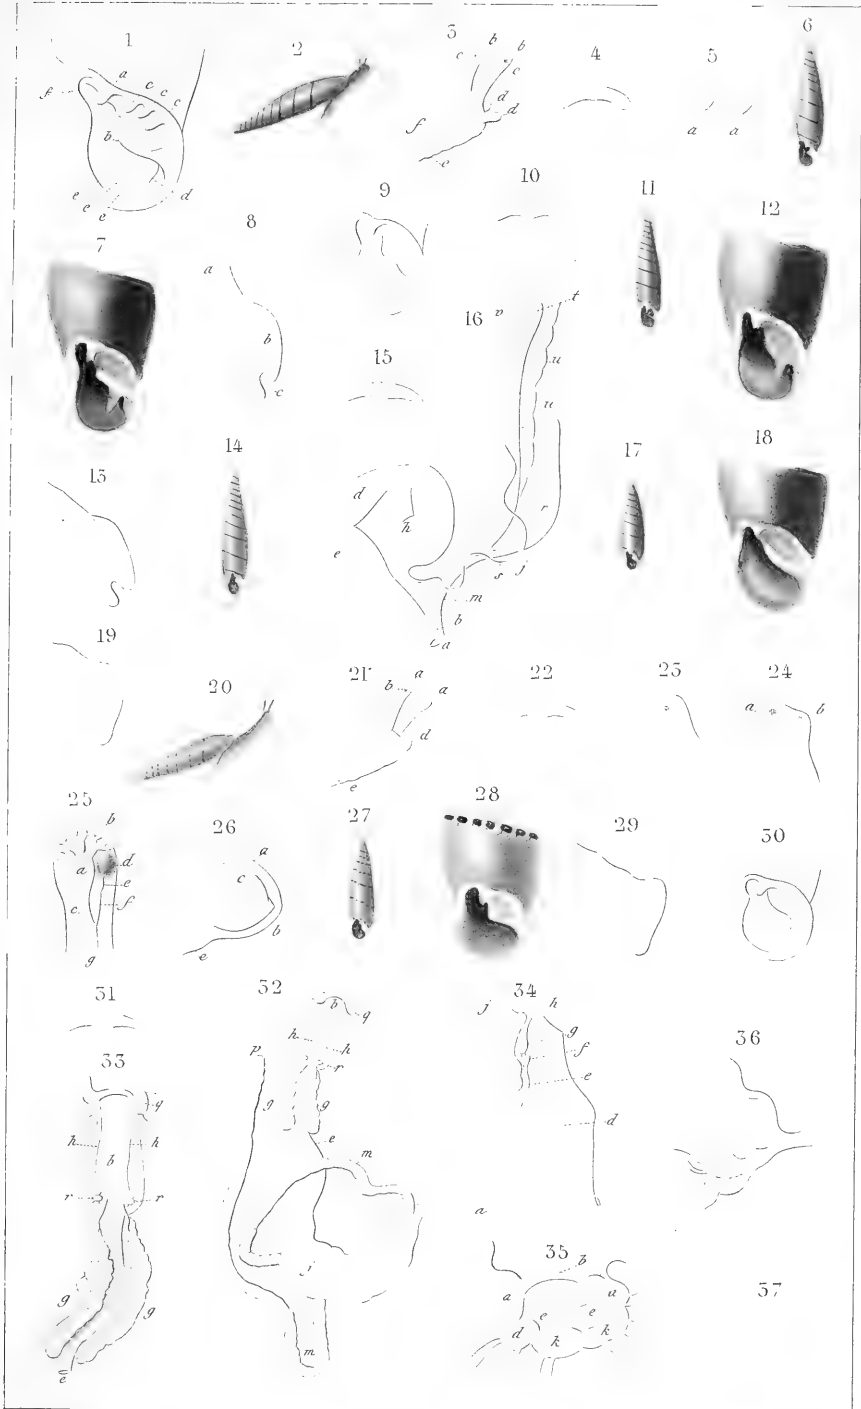 1
a
c c c
f
b
e
e
e
d
2
3
b
b
c
c
d
d
f
e
4
5
a a
6
7
8
a
b
c
9
10
11
12
16
v
t
u
u
r
d
h
e
s
j
m
b
a
15
13
14
17
18
19
20
21
a
b
a
d
e
22
23
24
a
b
25
b
a
d
e
f
c
g
26
a
c
b
e
27
28
29
30
31
32
b
q
p
h
h
r
g
g
e
m
j
m
33
q
h
h
b
r
r
g
g
e
34
j
h
g
f
e
d
35
a
b
a
a
e
e
d
k
k
36
37